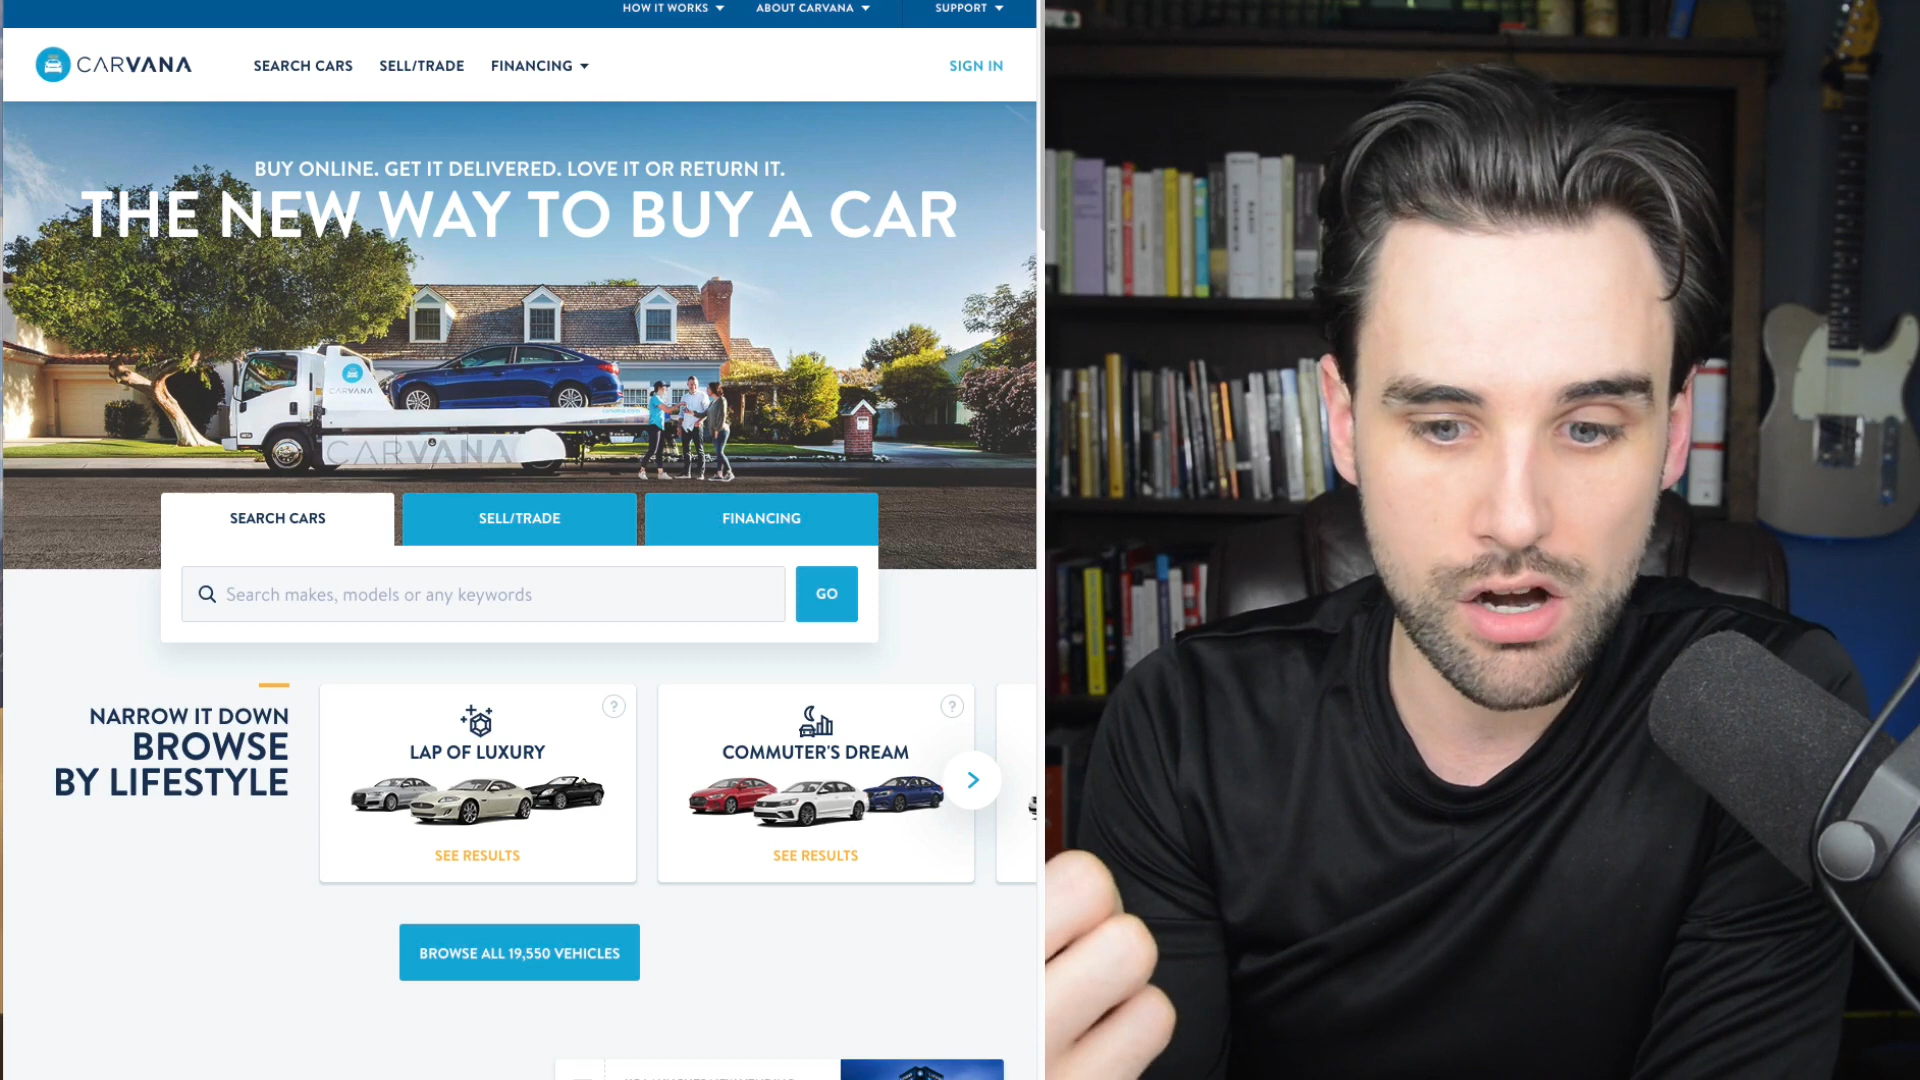 HOW IT WORKS
ABOUT CARVANA
SUPPORT
CARVANA
SEARCH CARS
SELL/TRADE
FINANCING
SIGN IN
BUY ONLINE. GET IT DELIVERED. LOVE IT OR RETURN IT.
THE NEW WAY TO BUY A CAR
CARVANA
CARVANA
SEARCH CARS
SELL/TRADE
FINANCING
Search makes, models or any keywords
GO
NARROW IT DOWN
BROWSE
BY LIFESTYLE
?
LAP OF LUXURY
SEE RESULTS
?
COMMUTER'S DREAM
SEE RESULTS
BROWSE ALL 19,550 VEHICLES